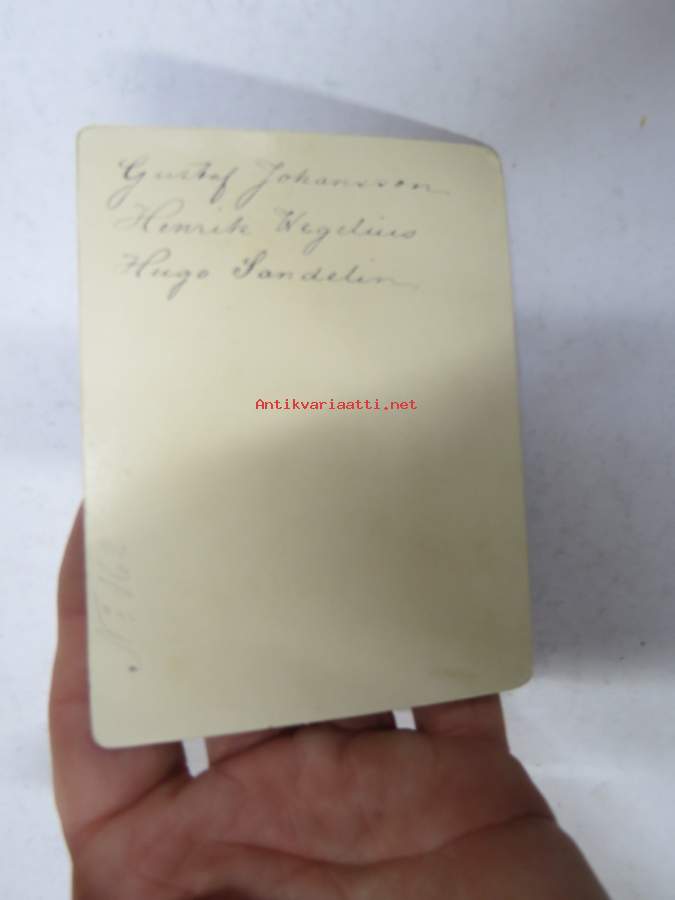 Gustaf Johansson
Henrik Wegelius
Hugo Sandelin
Antikvariaatti.net